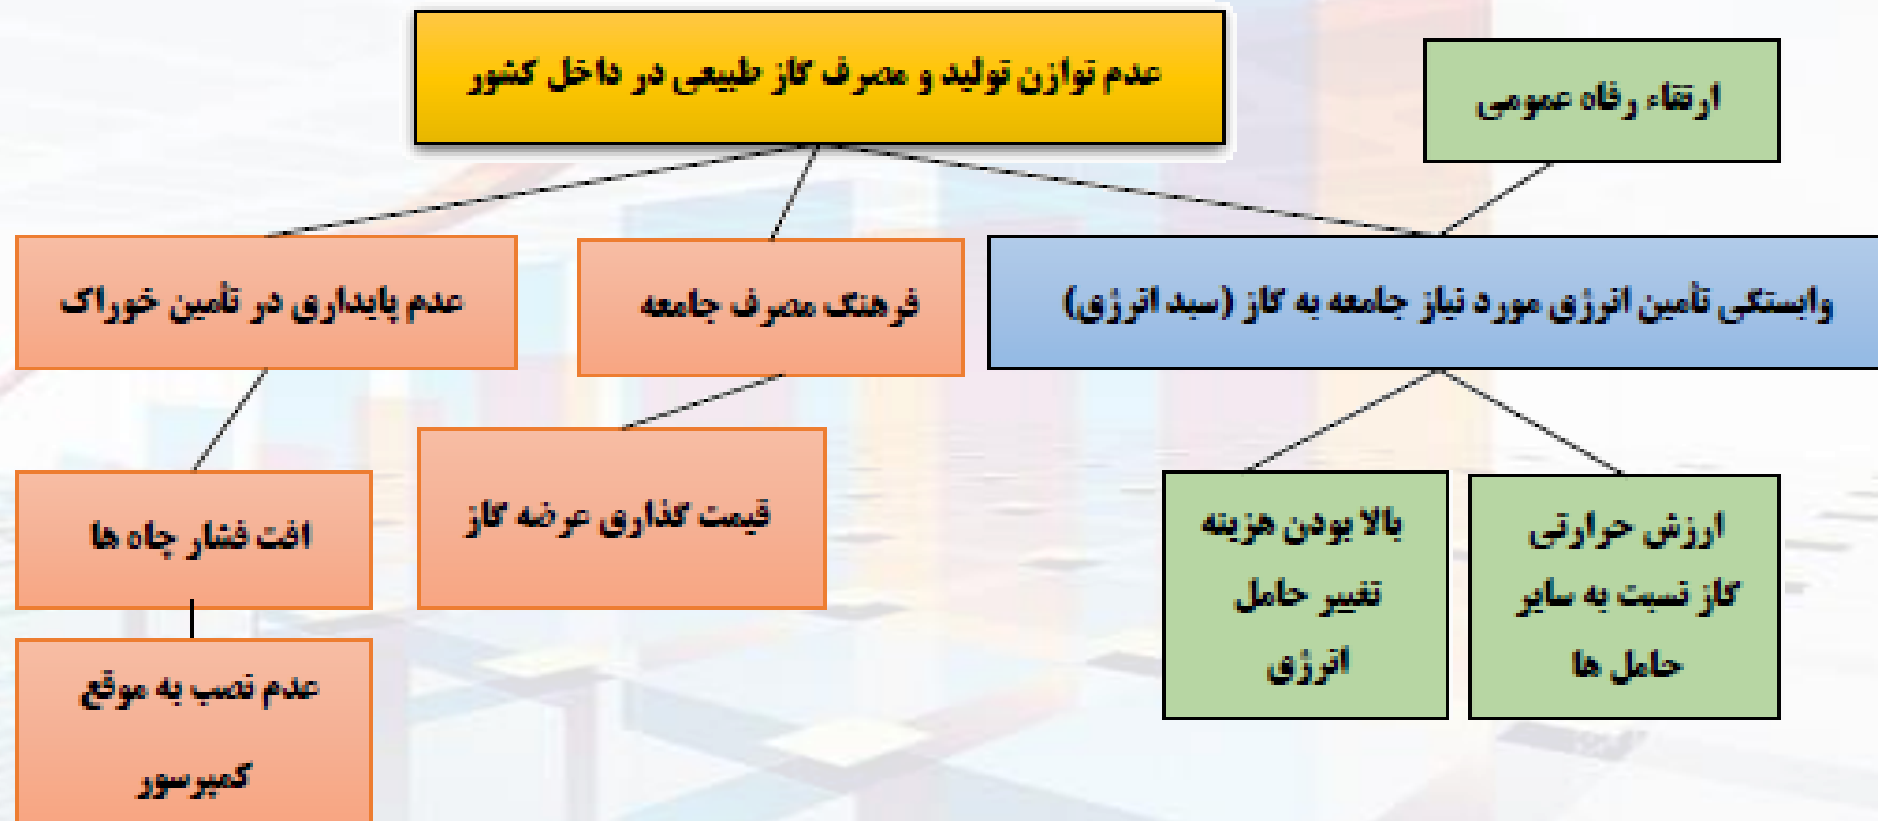 عدم توازن تولید و مصرف گاز طبیعی در داخل کشور
ارتقاء رفاه عمومی
وابستگی تأمین انرژی مورد نیاز جامعه به گاز (سبد انرژی)
فرهنگ مصرف جامعه
عدم پایداری در تأمین خوراک
ارزش حرارتی
گاز نسبت به سایر
حامل ها
بالا بودن هزینه
تغییر حامل
انرژی
قیمت گذاری عرضه گاز
افت فشار چاه ها
عدم نصب به موقع
کمپرسور